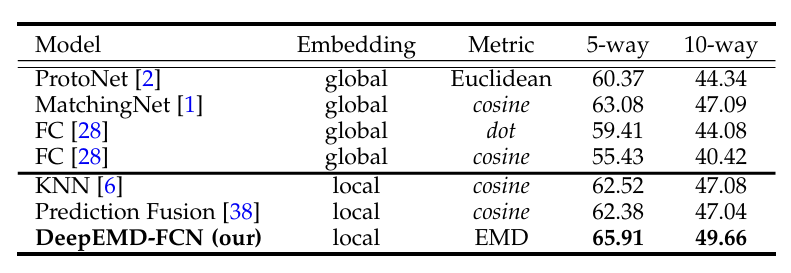 Model Embedding Metric 5-way 10-way
ProtoNet [2] global Euclidean 60.37 44.34
MatchingNet [1] global cosine 63.08 47.09
FC [28] global dot 59.41 44.08
FC [28] global cosine 55.43 40.42
KNN [6] local cosine 62.52 47.08
Prediction Fusion [38] local cosine 62.38 47.04
DeepEMD-FCN (our) local EMD 65.91 49.66